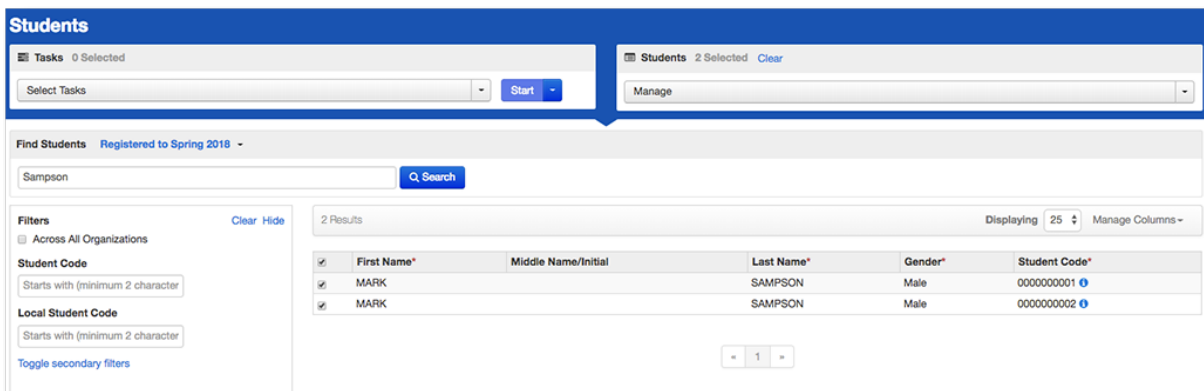 Students
Tasks 0 Selected
Students 2 Selected Clear
Select Tasks
Start
Manage
Find Students Registered to Spring 2018
Sampson
Search
Filters Clear Hide
2 Results
Displaying 25 Manage Columns
Across All Organizations
Student Code
Starts with (minimum 2 character
Local Student Code
Starts with (minimum 2 character
Toggle secondary filters
First Name* Middle Name/Initial Last Name* Gender* Student Code*
MARK SAMPSON Male 0000000001
MARK SAMPSON Male 0000000002
« 1 »